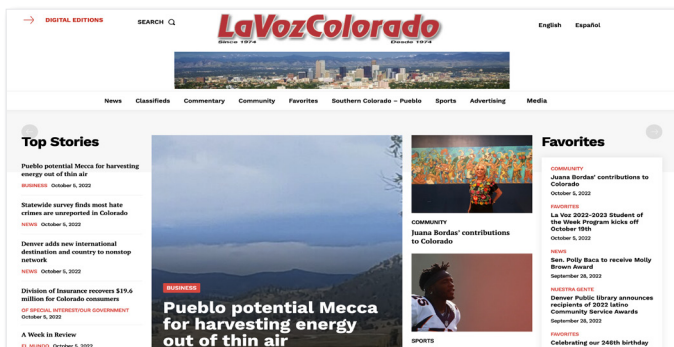 DIGITAL EDITIONS
SEARCH
LaVozColorado
Since 1974
Desde 1974
English
Español
News
Classifieds
Commentary
Community
Favorites
Southern Colorado – Pueblo
Sports
Advertising
Media
Top Stories
Pueblo potential Mecca for harvesting
energy out of thin air
BUSINESS October 5, 2022
Statewide survey finds most hate
crimes are unreported in Colorado
NEWS October 5, 2022
Denver adds new international
destination and country to nonstop
network
NEWS October 5, 2022
Division of Insurance recovers $19.6
million for Colorado consumers
OF SPECIAL INTEREST/OUR GOVERNMENT
October 5, 2022
A Week in Review
EL MUNDO October 5, 2022
BUSINESS
Pueblo potential Mecca
for harvesting energy
out of thin air
COMMUNITY
Juana Bordas' contributions
to Colorado
SPORTS
Favorites
COMMUNITY
Juana Bordas' contributions to
Colorado
October 5, 2022
FAVORITES
La Voz 2022-2023 Student of
the Week Program kicks off
October 19th
October 5, 2022
NEWS
Sen. Polly Baca to receive Molly
Brown Award
September 28, 2022
NUESTRA GENTE
Denver Public library announces
recipients of 2022 latino
Community Service Awards
September 28, 2022
FAVORITES
Celebrating our 246th birthday